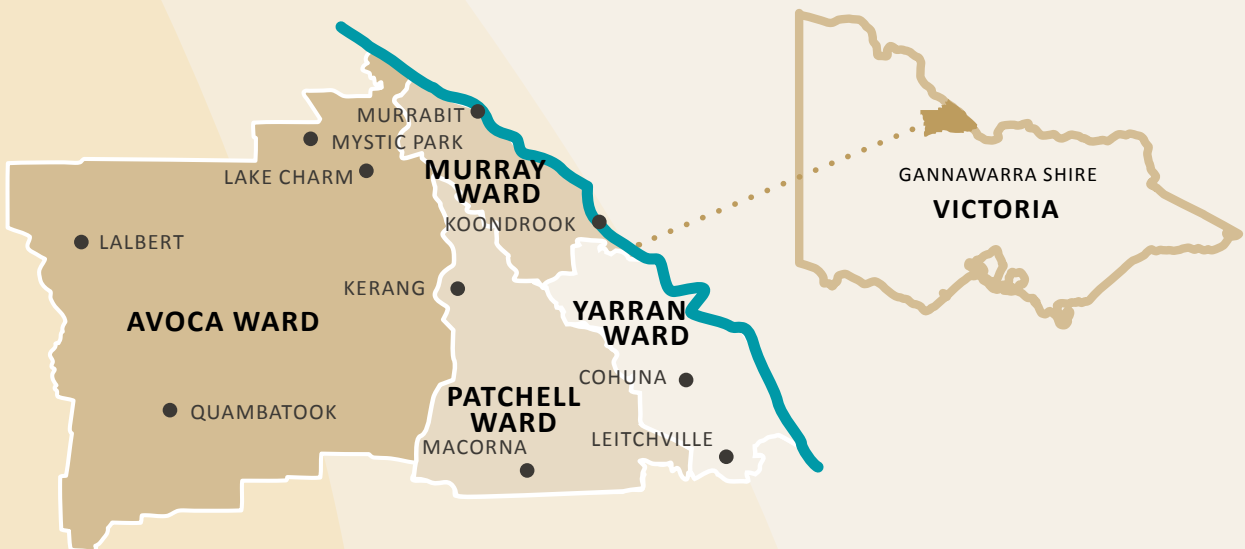 MURRABIT
MYSTIC PARK
LAKE CHARM
MURRAY
WARD
KOONDROOK
LALBERT
KERANG
AVOCA WARD
YARRAN
WARD
COHUNA
PATCHELL
WARD
QUAMBATOOK
LEITCHVILLE
MACORNA
GANNAWARRA SHIRE
VICTORIA